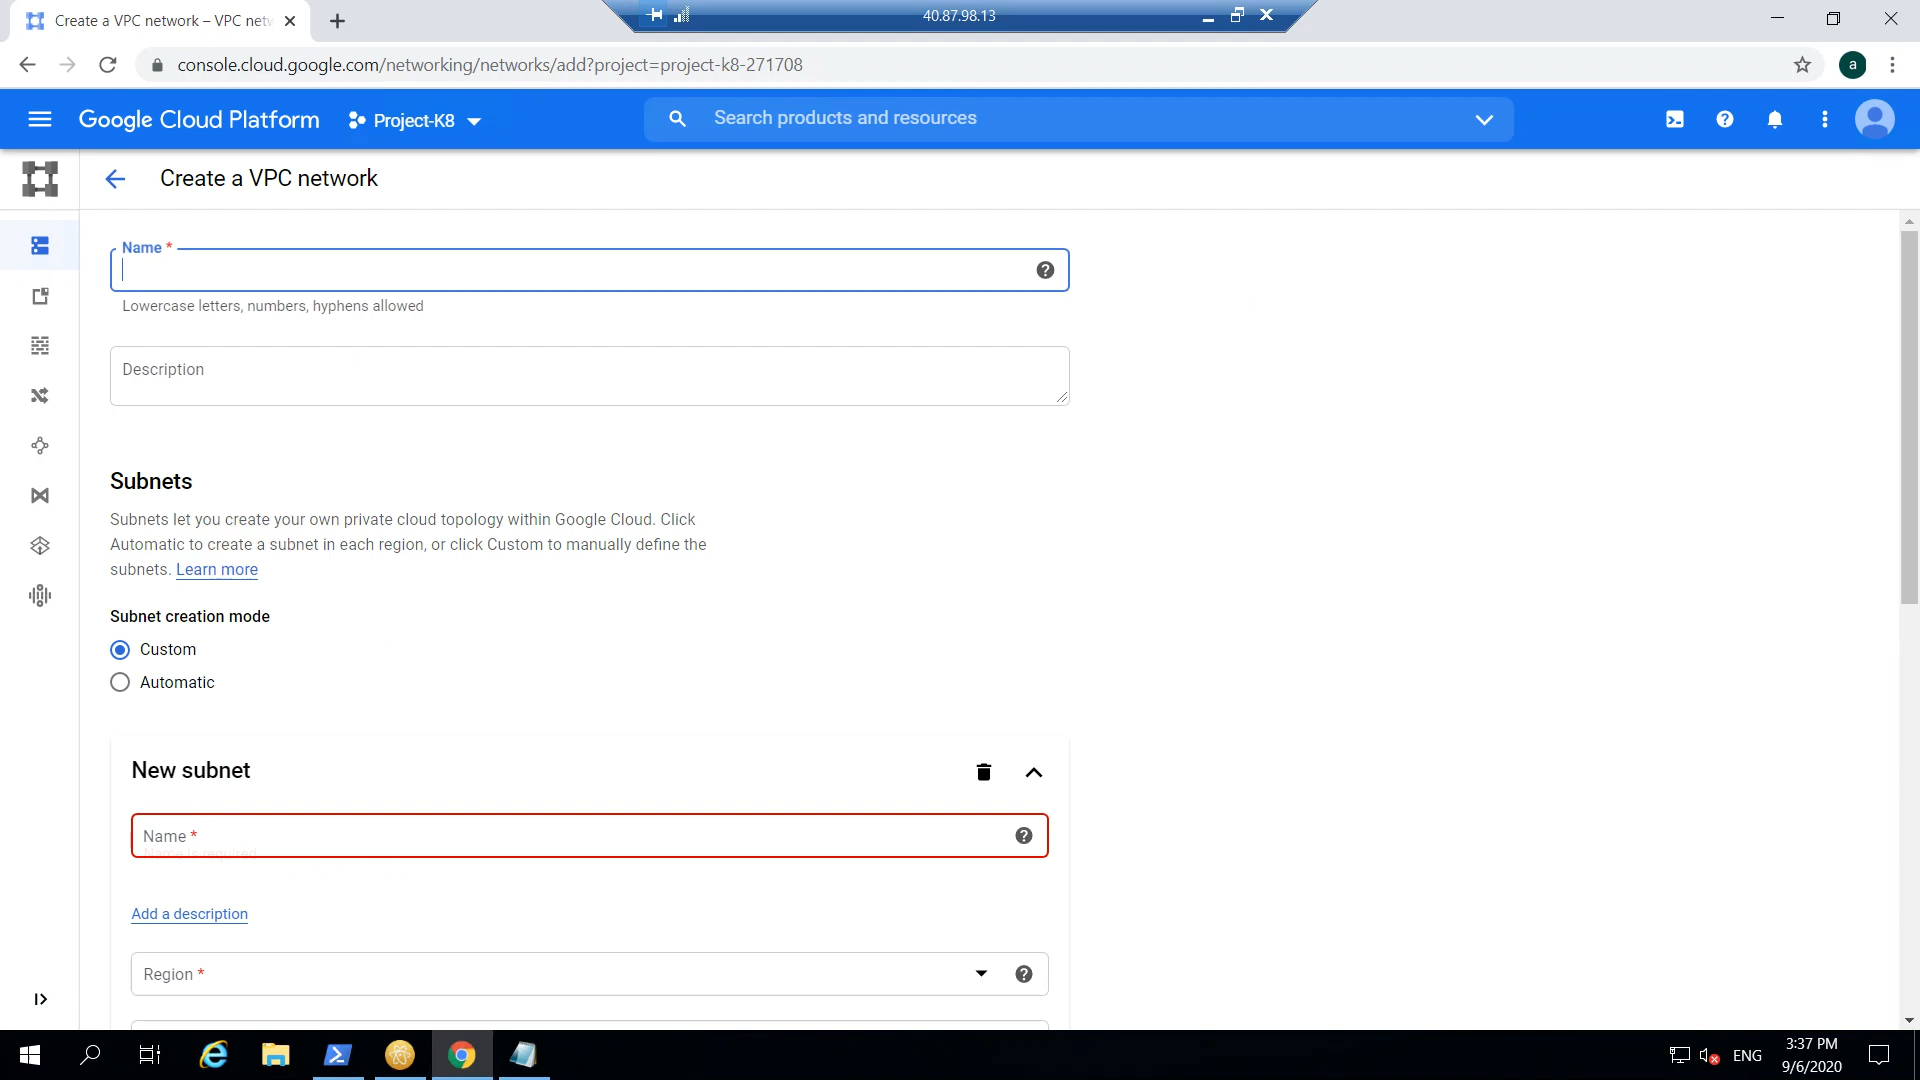 Create a VPC network – VPC netw
40.87.98.13
console.cloud.google.com/networking/networks/add?project=project-k8-271708
a
Google Cloud Platform
Project-K8
Search products and resources
Create a VPC network
Name *
Lowercase letters, numbers, hyphens allowed
Description
Subnets
Subnets let you create your own private cloud topology within Google Cloud. Click
Automatic to create a subnet in each region, or click Custom to manually define the
subnets. Learn more
Subnet creation mode
Custom
Automatic
New subnet
Name *
Name is required
Add a description
Region *
ENG
3:37 PM
9/6/2020